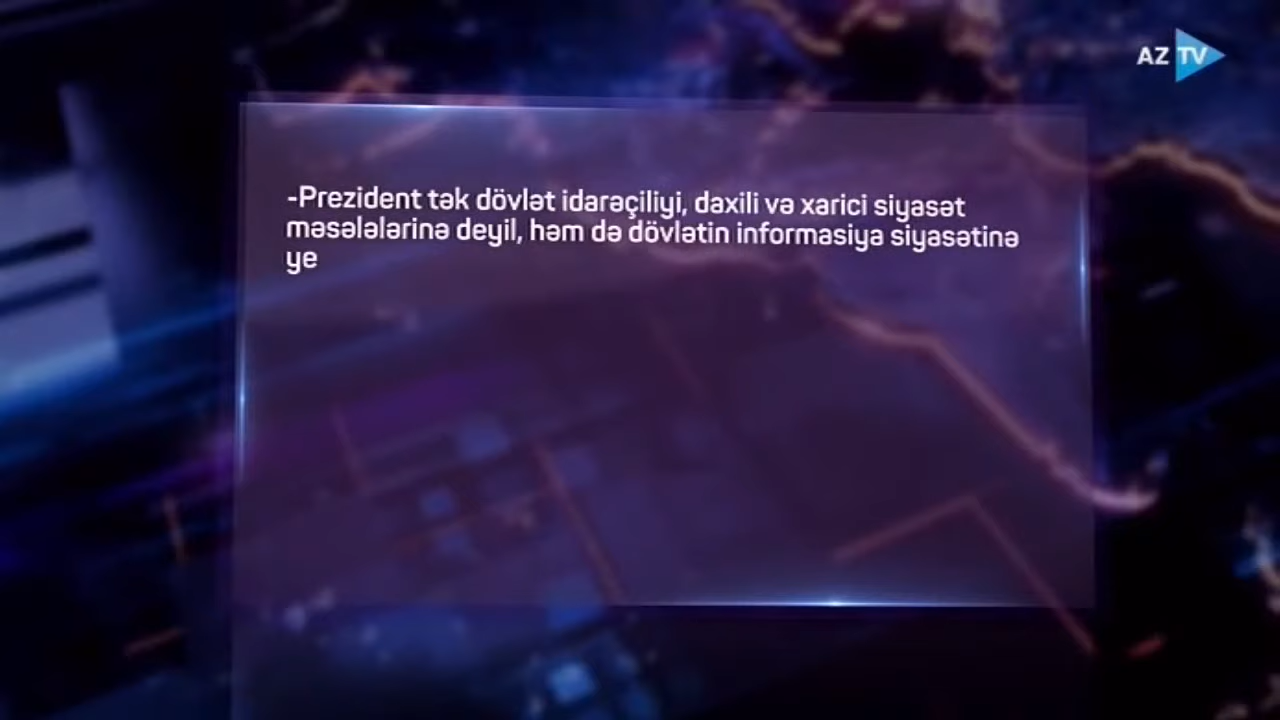 AZ TV
-Prezident tək dövlət idarəçiliyi, daxili və xarici siyasət
məsələlərinə deyil, həm də dövlətin informasiya siyasətinə
ye